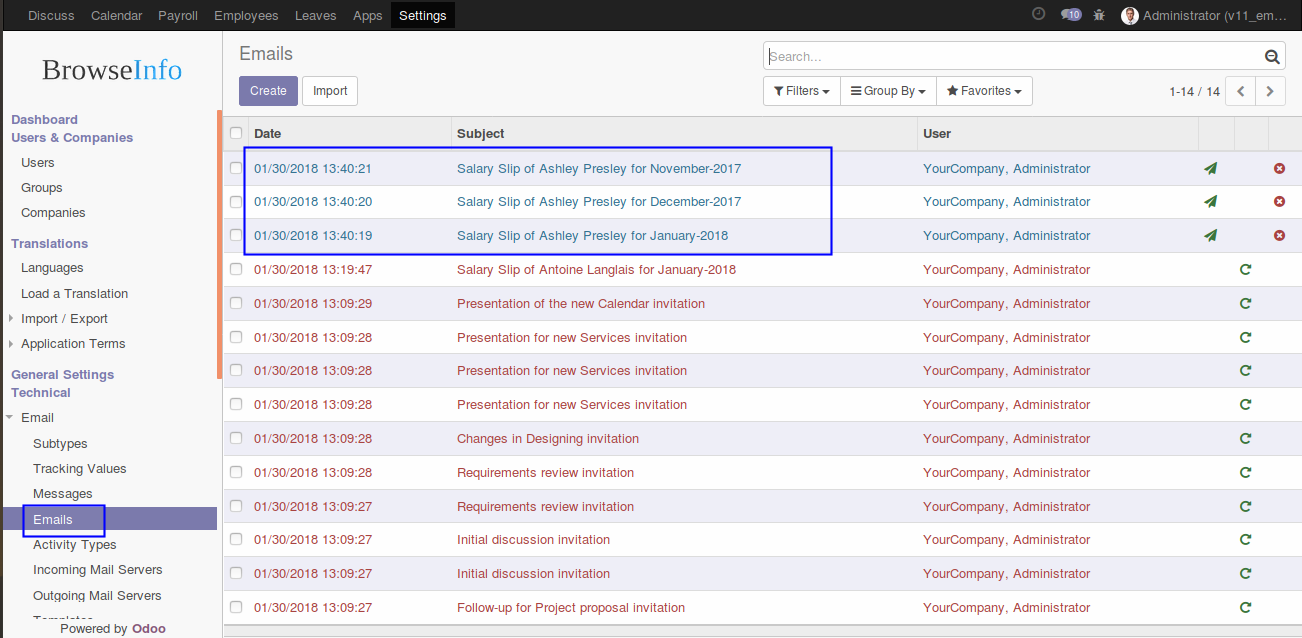 Discuss Calendar Payroll Employees Leaves Apps Settings 10 Administrator (v11_em...
BrowseInfo
Dashboard
Users & Companies
Users
Groups
Companies
Translations
Languages
Load a Translation
Import / Export
Application Terms
General Settings
Technical
Email
Subtypes
Tracking Values
Messages
Emails
Activity Types
Incoming Mail Servers
Outgoing Mail Servers
Templates
Powered by Odoo
Emails
Search...
Create Import
Filters Group By Favorites 1-14 / 14
Date Subject User
01/30/2018 13:40:21 Salary Slip of Ashley Presley for November-2017 YourCompany, Administrator
01/30/2018 13:40:20 Salary Slip of Ashley Presley for December-2017 YourCompany, Administrator
01/30/2018 13:40:19 Salary Slip of Ashley Presley for January-2018 YourCompany, Administrator
01/30/2018 13:19:47 Salary Slip of Antoine Langlais for January-2018 YourCompany, Administrator
01/30/2018 13:09:29 Presentation of the new Calendar invitation YourCompany, Administrator
01/30/2018 13:09:28 Presentation for new Services invitation YourCompany, Administrator
01/30/2018 13:09:28 Presentation for new Services invitation YourCompany, Administrator
01/30/2018 13:09:28 Presentation for new Services invitation YourCompany, Administrator
01/30/2018 13:09:28 Changes in Designing invitation YourCompany, Administrator
01/30/2018 13:09:28 Requirements review invitation YourCompany, Administrator
01/30/2018 13:09:27 Requirements review invitation YourCompany, Administrator
01/30/2018 13:09:27 Initial discussion invitation YourCompany, Administrator
01/30/2018 13:09:27 Initial discussion invitation YourCompany, Administrator
01/30/2018 13:09:27 Follow-up for Project proposal invitation YourCompany, Administrator